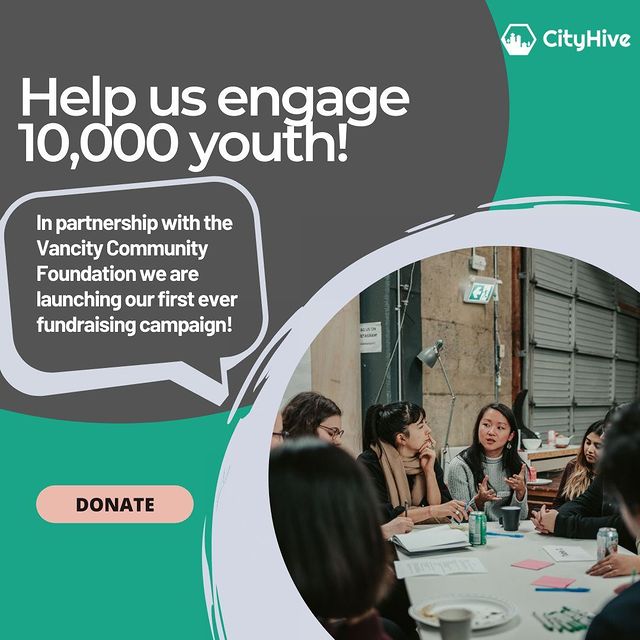 CityHive
Help us engage
10,000 youth!
In partnership with the
Vancity Community
Foundation we are
launching our first ever
fundraising campaign!
DONATE